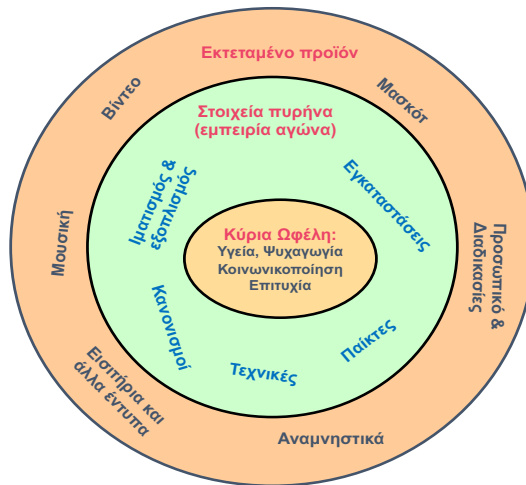 Εκτεταμένο προϊόν
Βίντεο
Μασκότ
Στοιχεία πυρήνα
(εμπειρία αγώνα)
Ιματισμός &
εξοπλισμός
Εγκαταστάσεις
Μουσική
Προσωπικό &
Διαδικασίες
Κύρια Ωφέλη:
Υγεία, Ψυχαγωγία
Κοινωνικοποίηση
Επιτυχία
Κανονισμοί
Τεχνικές
Παίκτες
Εισιτήρια και
άλλα έντυπα
Αναμνηστικά